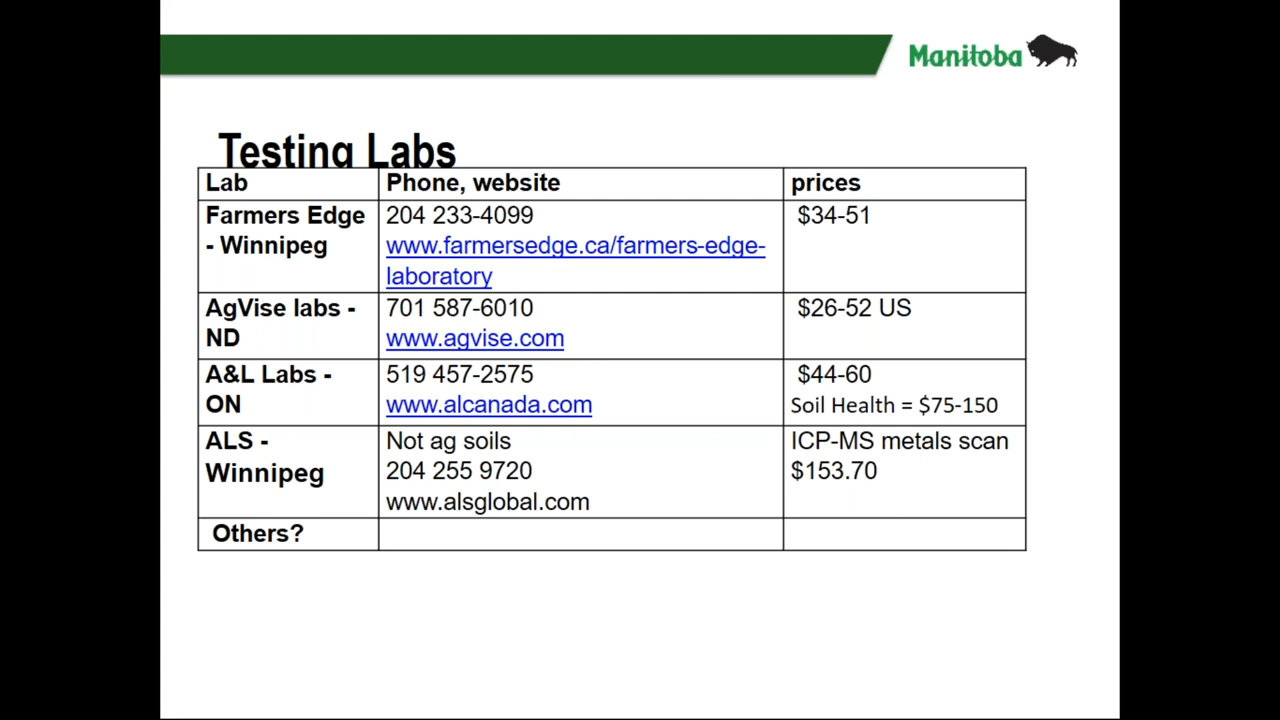 Manitoba
Testing Labs
Lab
Phone, website
prices
Farmers Edge
- Winnipeg
204 233-4099
www.farmersedge.ca/farmers-edge-
laboratory
$34-51
AgVise labs -
ND
701 587-6010
www.agvise.com
$26-52 US
A&L Labs -
ON
519 457-2575
www.alcanada.com
$44-60
Soil Health = $75-150
ALS -
Winnipeg
Not ag soils
204 255 9720
www.alsglobal.com
ICP-MS metals scan
$153.70
Others?